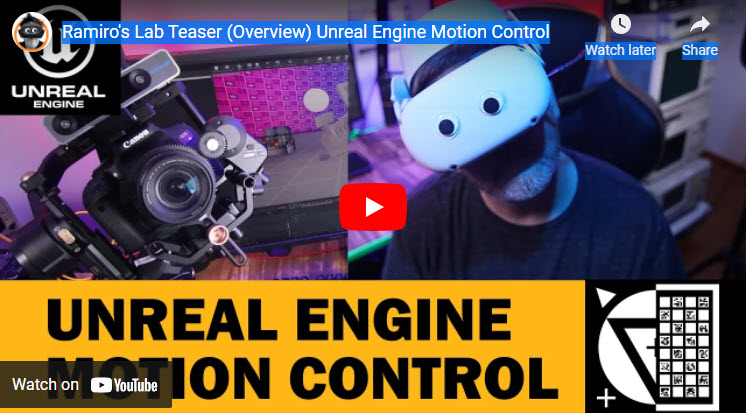 Ramiro's Lab Teaser (Overview) Unreal Engine Motion Control
Watch later
Share
UNREAL
ENGINE
Canon
UNREAL ENGINE
MOTION CONTROL
Watch on YouTube